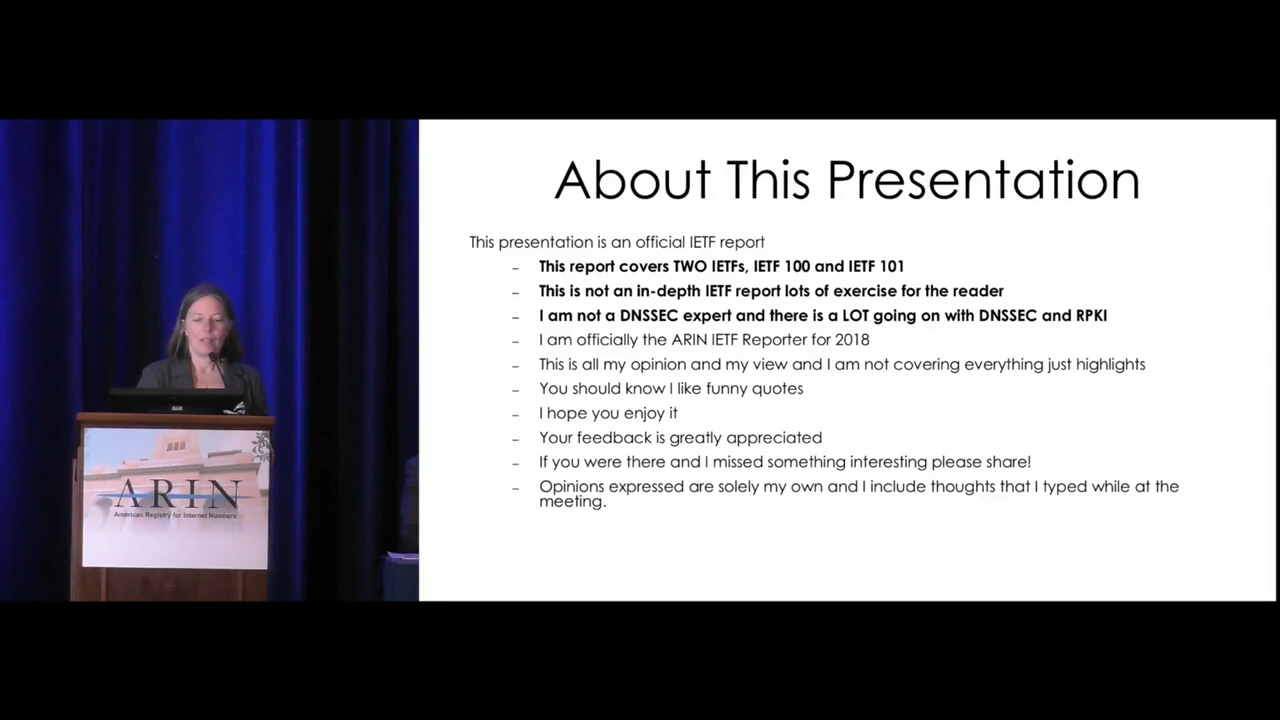 About This Presentation
This presentation is an official IETF report
– This report covers TWO IETFs, IETF 100 and IETF 101
– This is not an in-depth IETF report lots of exercise for the reader
– I am not a DNSSEC expert and there is a LOT going on with DNSSEC and RPKI
– I am officially the ARIN IETF Reporter for 2018
– This is all my opinion and my view and I am not covering everything just highlights
– You should know I like funny quotes
– I hope you enjoy it
– Your feedback is greatly appreciated
– If you were there and I missed something interesting please share!
– Opinions expressed are solely my own and I include thoughts that I typed while at the
meeting.
ARIN
American Registry for Internet Numbers